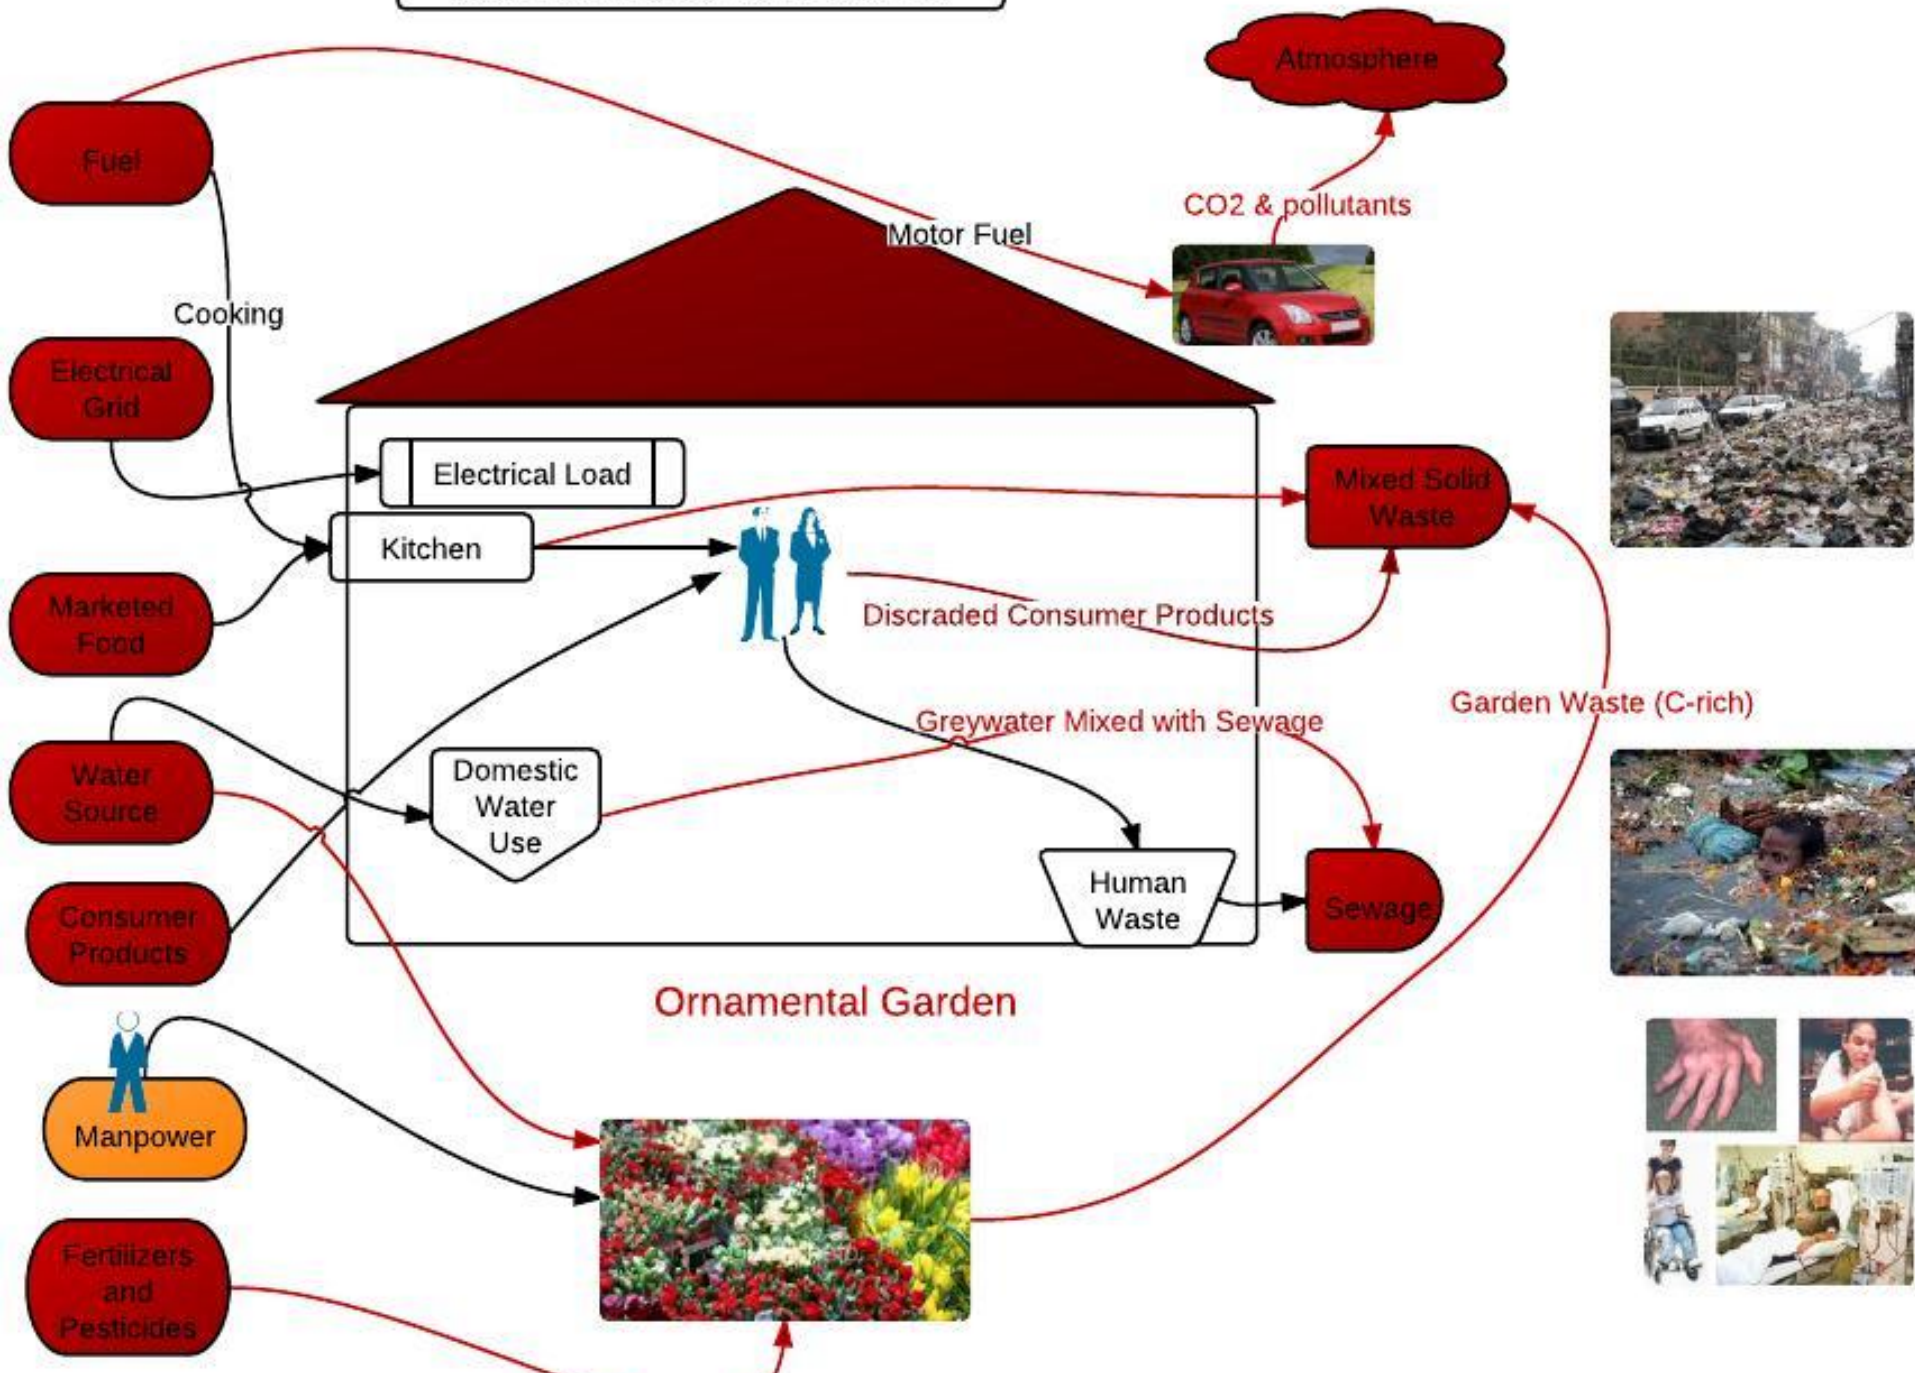 Atmosphere
Fuel
CO2 & pollutants
Motor Fuel
Cooking
Electrical
Grid
Electrical Load
Mixed Solid
Waste
Kitchen
Marketed
Food
Discraded Consumer Products
Garden Waste (C-rich)
Greywater Mixed with Sewage
Water
Source
Domestic
Water
Use
Human
Waste
Sewage
Consumer
Products
Ornamental Garden
Manpower
Fertilizers
and
Pesticides